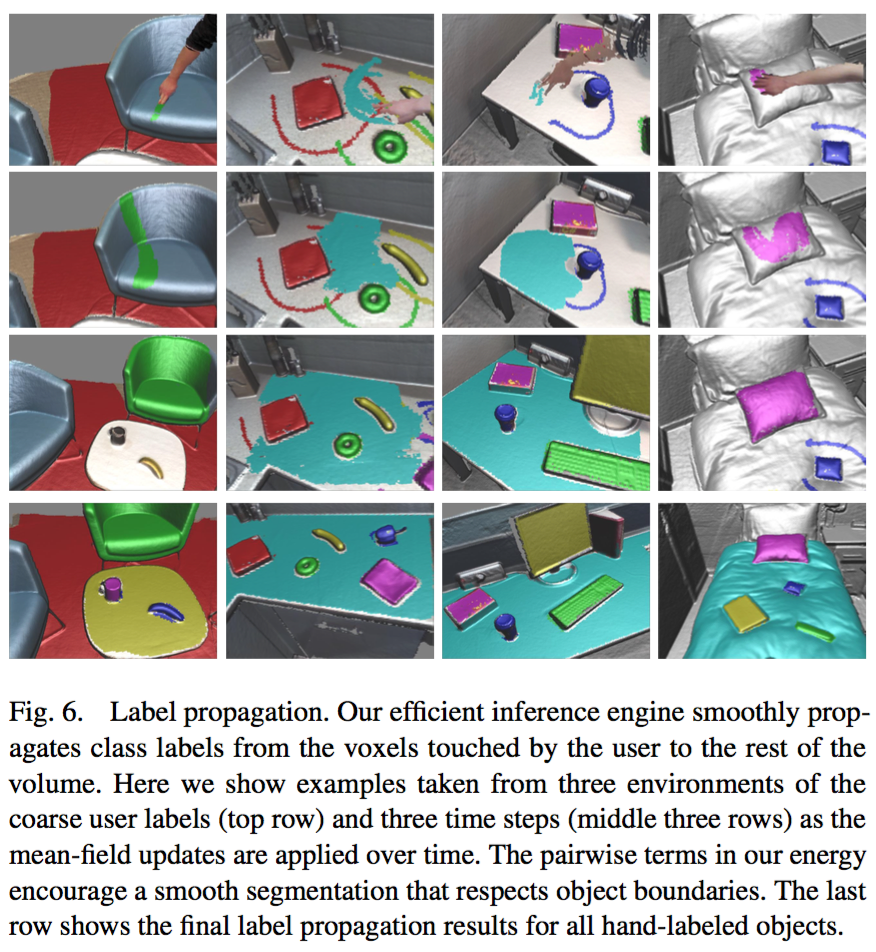 Fig. 6. Label propagation. Our efficient inference engine smoothly prop-
agates class labels from the voxels touched by the user to the rest of the
volume. Here we show examples taken from three environments of the
coarse user labels (top row) and three time steps (middle three rows) as the
mean-field updates are applied over time. The pairwise terms in our energy
encourage a smooth segmentation that respects object boundaries. The last
row shows the final label propagation results for all hand-labeled objects.